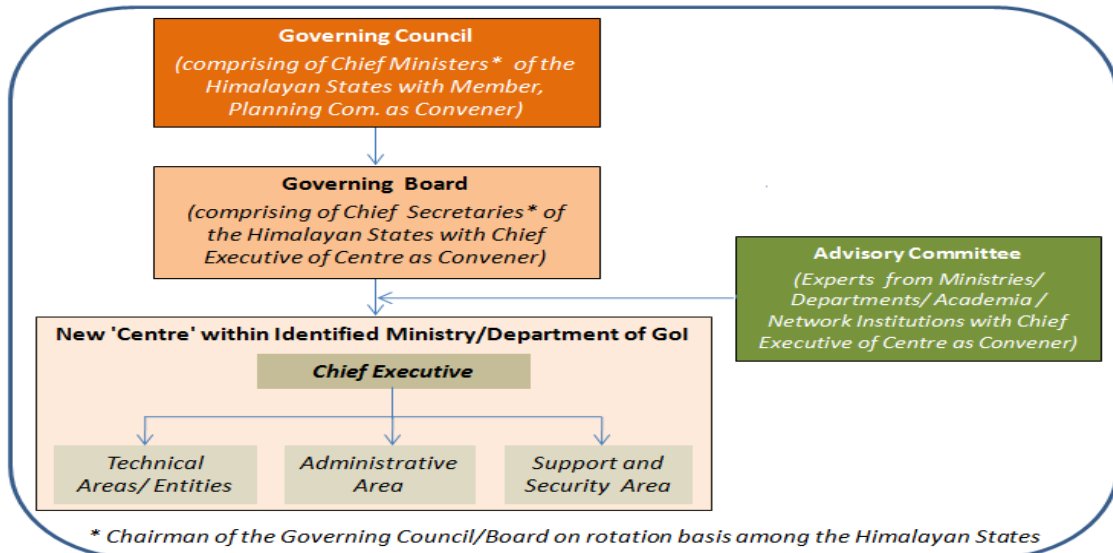 Governing Council
(comprising of Chief Ministers* of the
Himalayan States with Member,
Planning Com. as Convener)
Governing Board
(comprising of Chief Secretaries* of
the Himalayan States with Chief
Executive of Centre as Convener)
Advisory Committee
(Experts from Ministries/
Departments/ Academia /
Network Institutions with Chief
Executive of Centre as Convener)
New 'Centre' within Identified Ministry/Department of GoI
Chief Executive
Technical
Areas/ Entities
Administrative
Area
Support and
Security Area
* Chairman of the Governing Council/Board on rotation basis among the Himalayan States